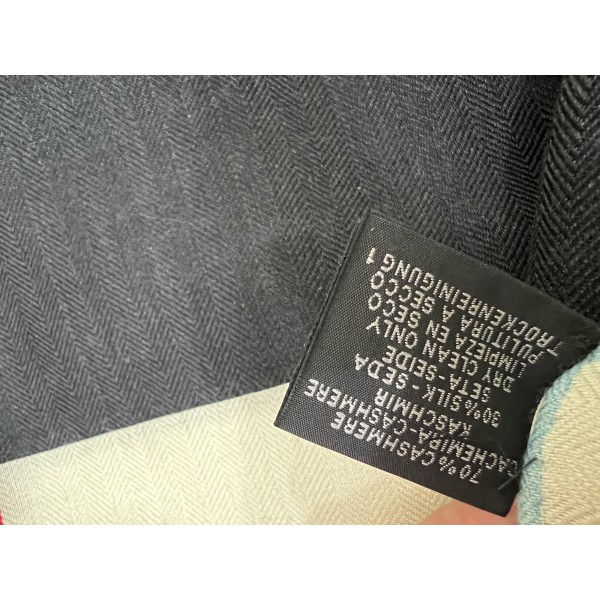 70% CASHMERE
CACHEMIRA-CASHMERE
KASCHMIR
30% SILK - SEDA
SETA - SEIDE
DRY CLEAN ONLY
LIMPIEZA EN SECO
PULITURA A SECCO
TROCKENREINIGUNG 1